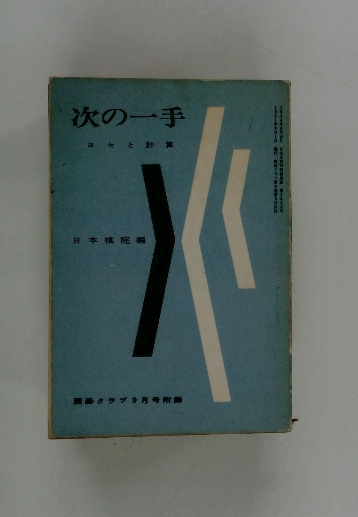 次の一手
ヨセと計算
日本棋院編
囲碁クラブ9月号附録